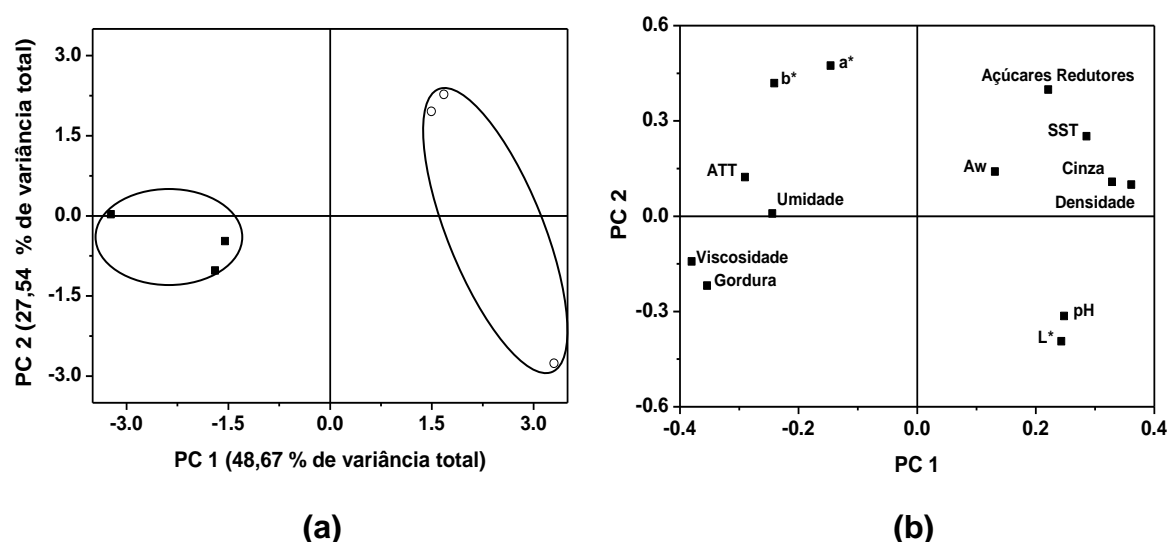 PC 2 (27,54 % de variância total)
3.0
1.5
0.0
-1.5
-3.0
-3.0
-1.5
0.0
1.5
3.0
PC 1 (48,67 % de variância total)
(a)
PC 2
0.6
0.3
0.0
-0.3
-0.6
b*
a*
Açúcares Redutores
SST
ATT
Aw
Cinza
Umidade
Densidade
Viscosidade
Gordura
pH
L*
-0.4
-0.2
0.0
0.2
0.4
PC 1
(b)